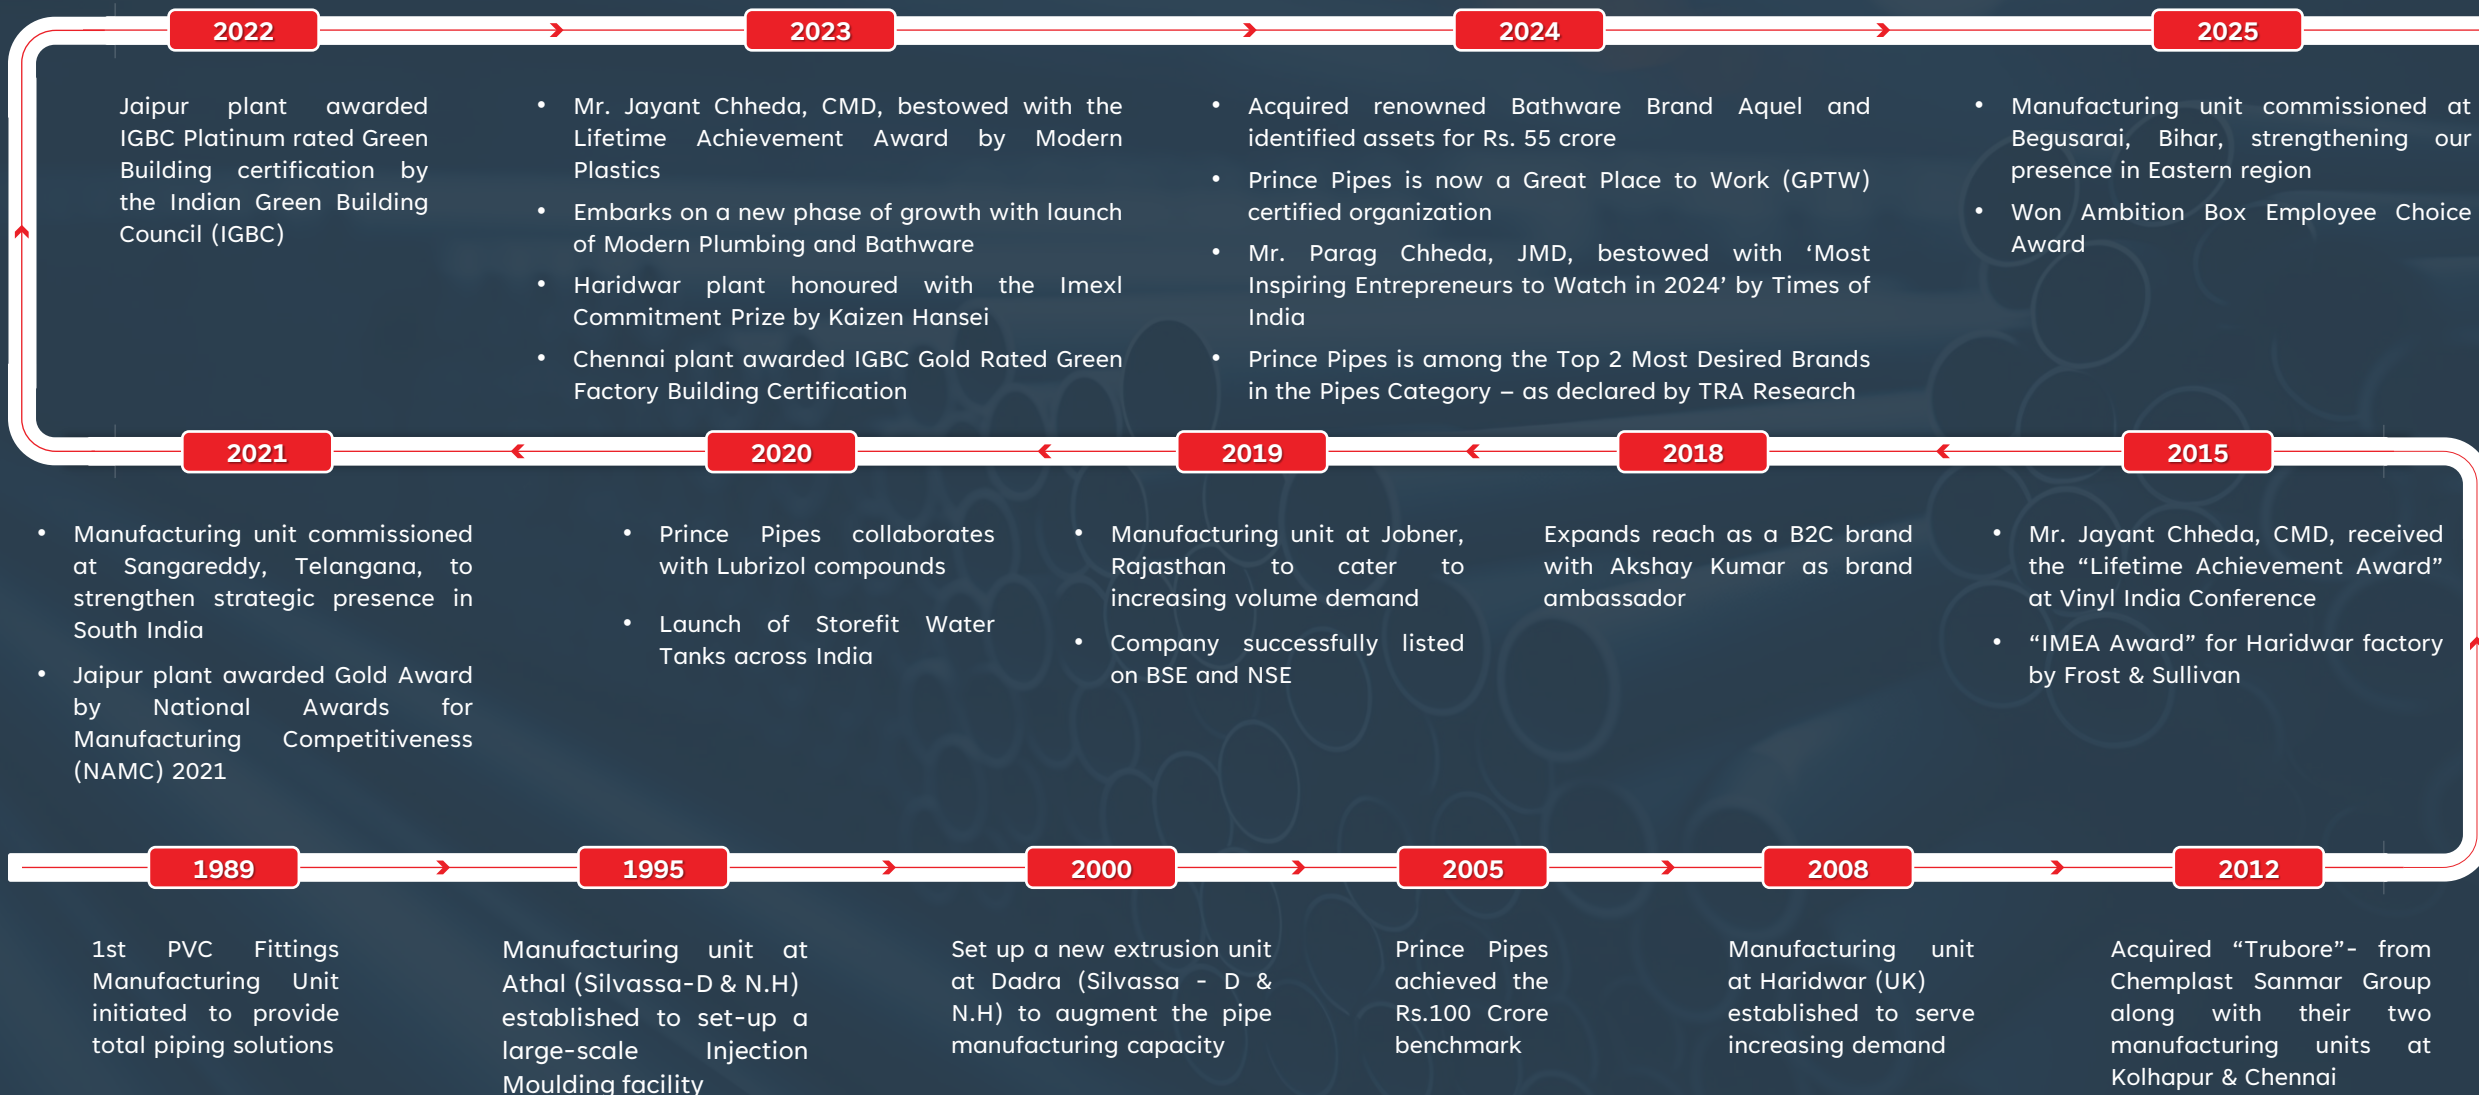 2022
2023
2024
2025
Jaipur plant awarded
IGBC Platinum rated Green
Building certification by
the Indian Green Building
Council (IGBC)
• Mr. Jayant Chheda, CMD, bestowed with the
Lifetime Achievement Award by Modern
Plastics
• Embarks on a new phase of growth with launch
of Modern Plumbing and Bathware
• Haridwar plant honoured with the Imexl
Commitment Prize by Kaizen Hansei
• Chennai plant awarded IGBC Gold Rated Green
Factory Building Certification
• Acquired renowned Bathware Brand Aquel and
identified assets for Rs. 55 crore
• Prince Pipes is now a Great Place to Work (GPTW)
certified organization
• Mr. Parag Chheda, JMD, bestowed with ‘Most
Inspiring Entrepreneurs to Watch in 2024’ by Times of
India
• Prince Pipes is among the Top 2 Most Desired Brands
in the Pipes Category – as declared by TRA Research
• Manufacturing unit commissioned at
Begusarai, Bihar, strengthening our
presence in Eastern region
• Won Ambition Box Employee Choice
Award
2021
2020
2019
2018
2015
• Manufacturing unit commissioned
at Sangareddy, Telangana, to
strengthen strategic presence in
South India
• Jaipur plant awarded Gold Award
by National Awards for
Manufacturing Competitiveness
(NAMC) 2021
• Prince Pipes collaborates
with Lubrizol compounds
• Launch of Storefit Water
Tanks across India
• Manufacturing unit at Jobner,
Rajasthan to cater to
increasing volume demand
• Company successfully listed
on BSE and NSE
Expands reach as a B2C brand
with Akshay Kumar as brand
ambassador
• Mr. Jayant Chheda, CMD, received
the “Lifetime Achievement Award”
at Vinyl India Conference
• “IMEA Award” for Haridwar factory
by Frost & Sullivan
1989
1995
2000
2005
2008
2012
1st PVC Fittings
Manufacturing Unit
initiated to provide
total piping solutions
Manufacturing unit at
Athal (Silvassa-D & N.H)
established to set-up a
large-scale Injection
Moulding facility
Set up a new extrusion unit
at Dadra (Silvassa - D &
N.H) to augment the pipe
manufacturing capacity
Prince Pipes
achieved the
Rs.100 Crore
benchmark
Manufacturing unit
at Haridwar (UK)
established to serve
increasing demand
Acquired “Trubore”- from
Chemplast Sanmar Group
along with their two
manufacturing units at
Kolhapur & Chennai